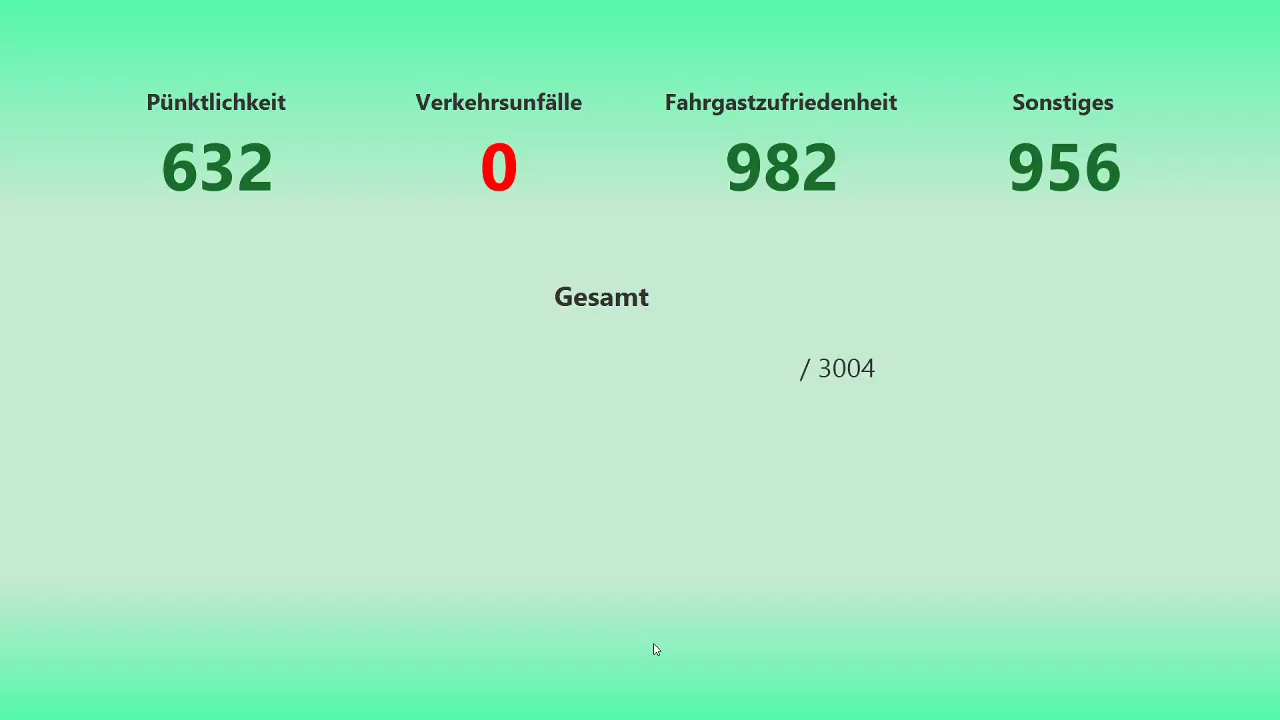 Pünktlichkeit Verkehrsunfälle Fahrgastzufriedenheit Sonstiges
632 0 982 956
Gesamt
/ 3004